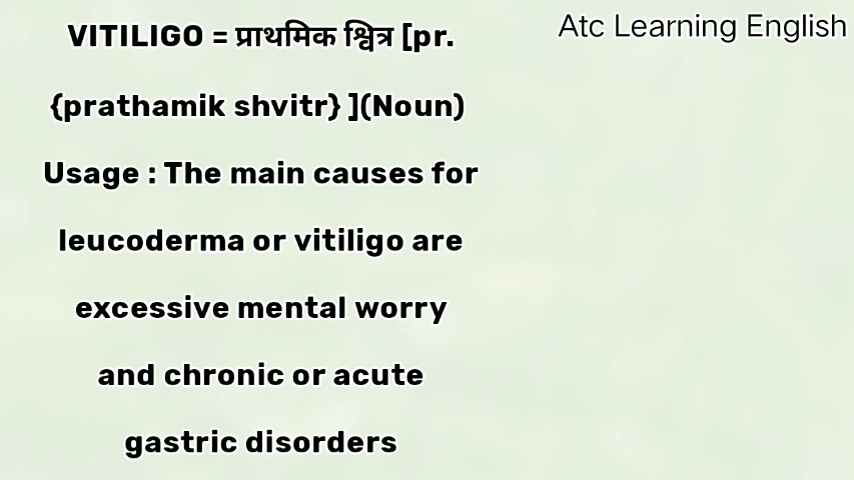 Atc Learning English
VITILIGO = प्राथमिक श्वित्र [pr.
{prathamik shvitr} ](Noun)
Usage : The main causes for
leucoderma or vitiligo are
excessive mental worry
and chronic or acute
gastric disorders